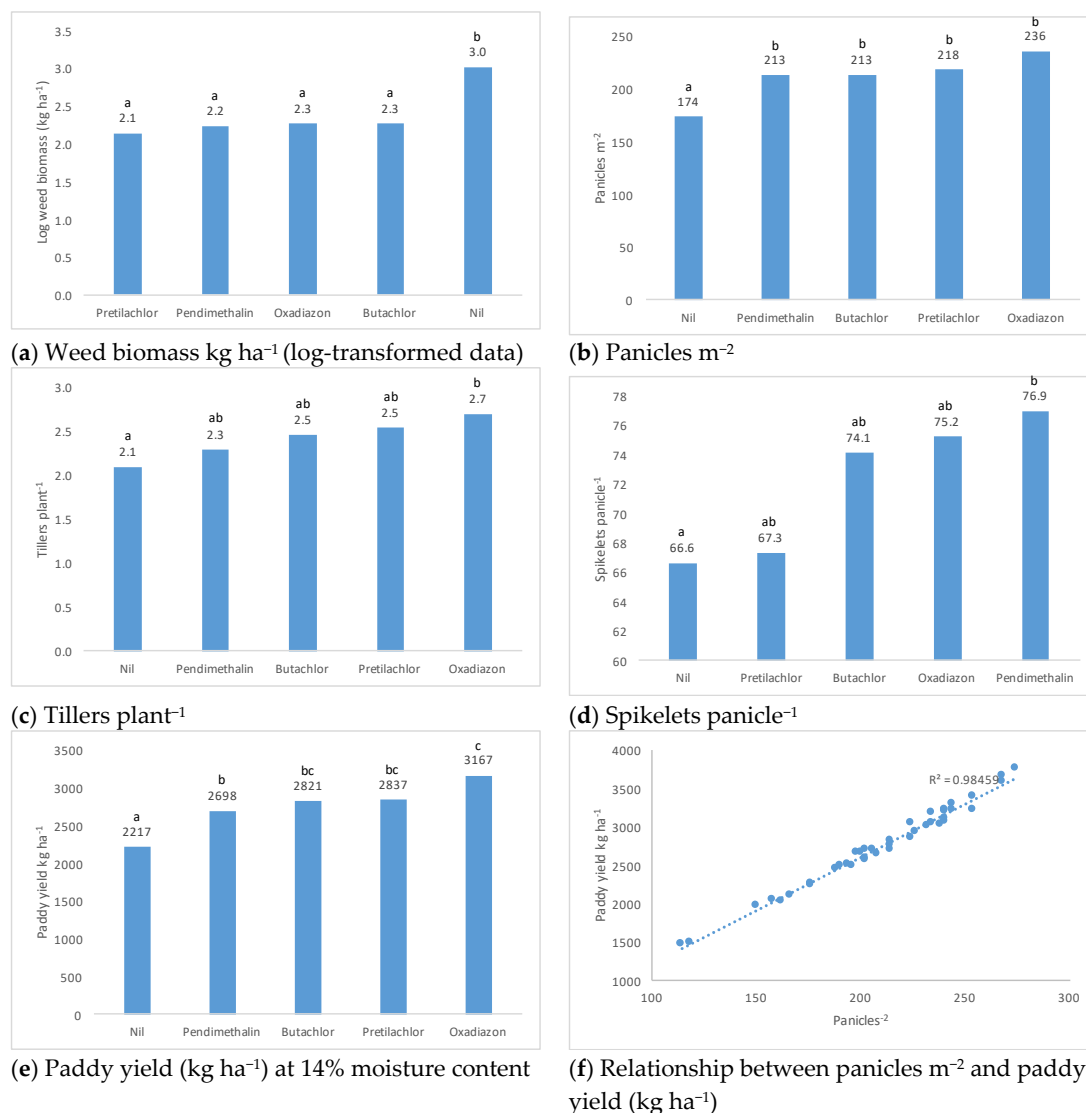 3.5
3.0
2.5
2.0
1.5
1.0
0.5
0.0
Log weed biomass (kg ha⁻¹)
a
2.1
a
2.2
a
2.3
a
2.3
b
3.0
Pretilachlor Pendimethalin Oxadiazon Butachlor Nil
(a) Weed biomass kg ha⁻¹ (log-transformed data)
250
200
150
100
50
0
Panicles m⁻²
a
174
b
213
b
213
b
218
b
236
Nil Pendimethalin Butachlor Pretilachlor Oxadiazon
(b) Panicles m⁻²
3.0
2.5
2.0
1.5
1.0
0.5
0.0
Tillers plant⁻¹
a
2.1
ab
2.3
ab
2.5
ab
2.5
b
2.7
Nil Pendimethalin Butachlor Pretilachlor Oxadiazon
(c) Tillers plant⁻¹
78
76
74
72
70
68
66
64
62
60
Spikelets panicle⁻¹
a
66.6
ab
67.3
ab
74.1
ab
75.2
b
76.9
Nil Pretilachlor Butachlor Oxadiazon Pendimethalin
(d) Spikelets panicle⁻¹
3500
3000
2500
2000
1500
1000
500
0
Paddy yield kg ha⁻¹
a
2217
b
2698
bc
2821
bc
2837
c
3167
Nil Pendimethalin Butachlor Pretilachlor Oxadiazon
(e) Paddy yield (kg ha⁻¹) at 14% moisture content
4000
3500
3000
2500
2000
1500
1000
Paddy yield kg ha⁻¹
R² = 0.98459
100 150 200 250 300
Panicles⁻²
(f) Relationship between panicles m⁻² and paddy
yield (kg ha⁻¹)